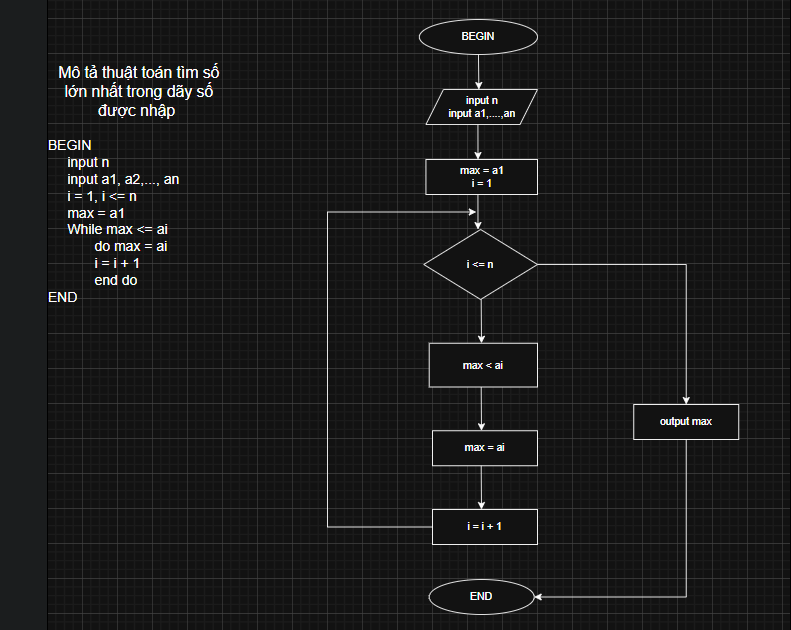 Mô tả thuật toán tìm số
lớn nhất trong dãy số
được nhập
BEGIN
input n
input a1, a2,..., an
i = 1, i <= n
max = a1
While max <= ai
do max = ai
i = i + 1
end do
END
BEGIN
input n
input a1,....,an
max = a1
i = 1
i <= n
max < ai
max = ai
i = i + 1
output max
END